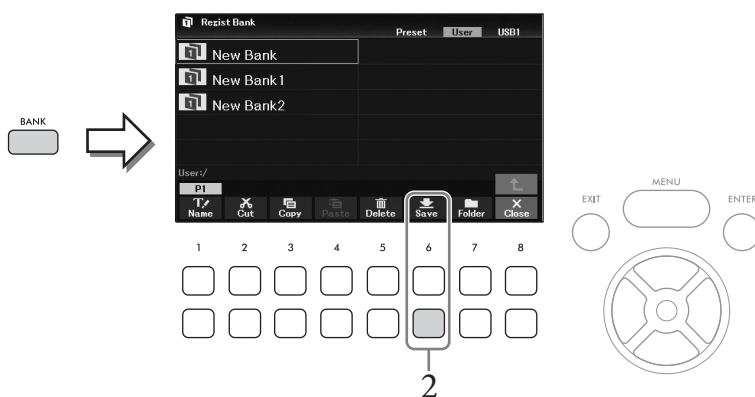 Regist Bank
Preset User USB1
New Bank
New Bank1
New Bank2
BANK
User:/
P1
Name Cut Copy Paste Delete Save Folder Close
MENU
EXIT ENTER
1 2 3 4 5 6 7 8
2